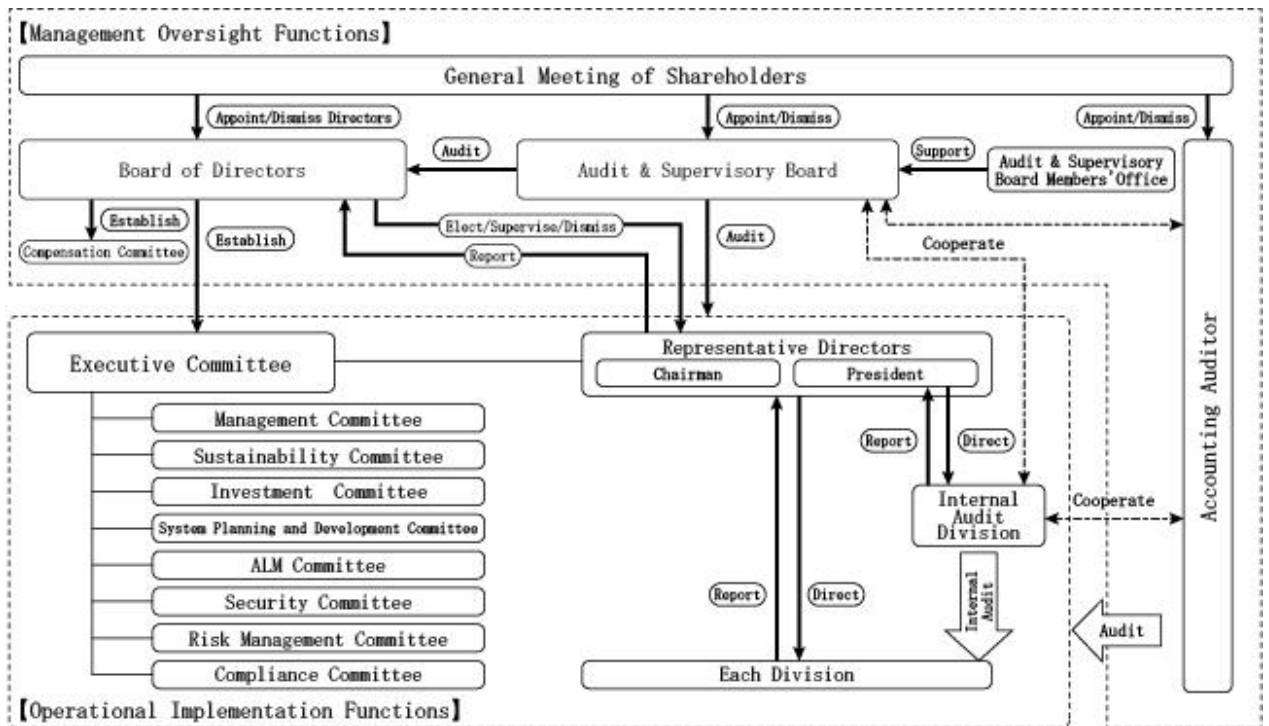 【Management Oversight Functions】
General Meeting of Shareholders
Appoint/Dismiss Directors
Appoint/Dismiss
Appoint/Dismiss
Board of Directors
Audit
Audit & Supervisory Board
Support
Audit & Supervisory
Board Members'Office
Establish
Compensation Committee
Establish
Elect/Supervise/Dismiss
Report
Audit
Cooperate
Accounting Auditor
Executive Committee
Representative Directors
Chairman
President
Management Committee
Sustainability Committee
Investment Committee
System Planning and Development Committee
ALM Committee
Security Committee
Risk Management Committee
Compliance Committee
Report
Direct
Internal
Audit
Division
Cooperate
Report
Direct
Internal
Audit
Audit
Each Division
【Operational Implementation Functions】